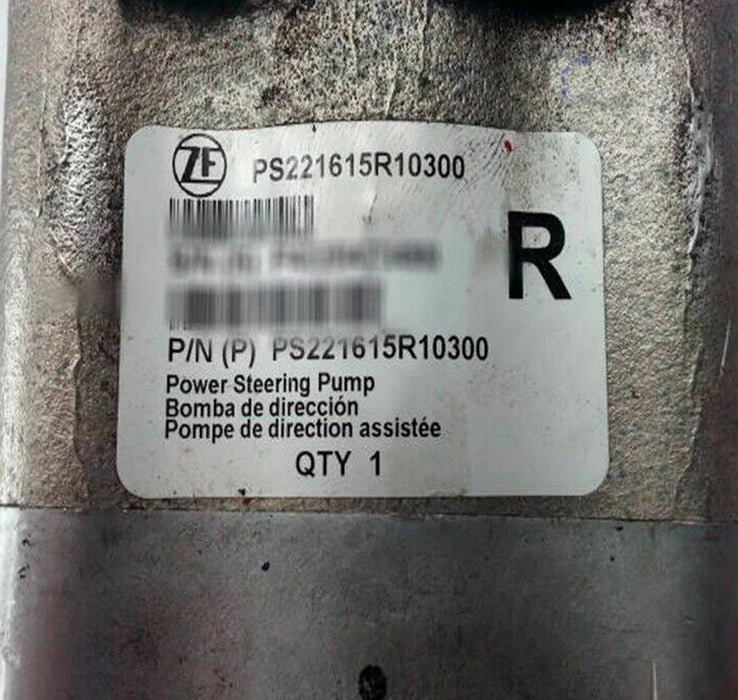 ZF PS221615R10300
R
P/N (P) PS221615R10300
Power Steering Pump
Bomba de dirección
Pompe de direction assistée
QTY 1